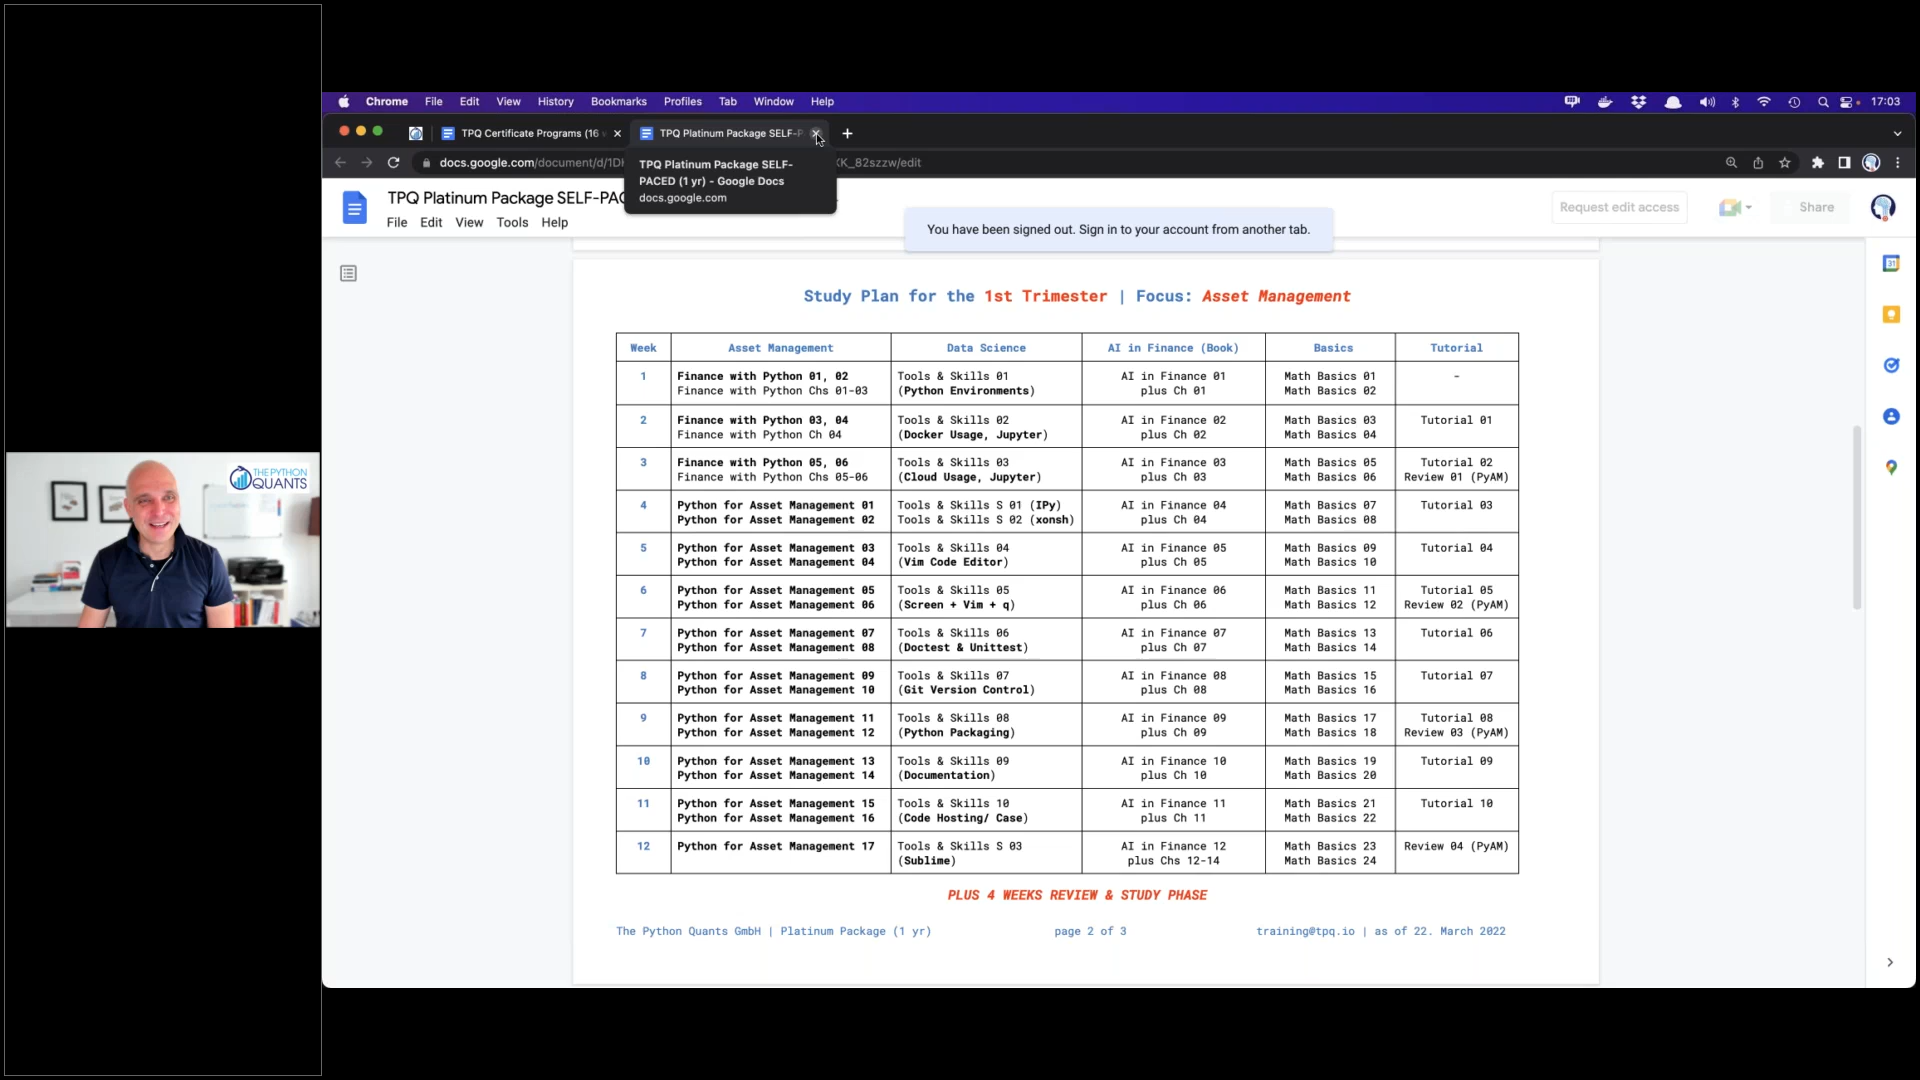 Chrome File Edit View History Bookmarks Profiles Tab Window Help 17:03
TPQ Certificate Programs (16 TPQ Platinum Package SELF-P
docs.google.com/document/d/1D KK_82szzw/edit
TPQ Platinum Package SELF-
PACED (1 yr) - Google Docs
docs.google.com
TPQ Platinum Package SELF-PAC
File Edit View Tools Help
Request edit access Share
You have been signed out. Sign in to your account from another tab.
31
THE PYTHON
QUANTS
Study Plan for the 1st Trimester | Focus: Asset Management
Week Asset Management Data Science AI in Finance (Book) Basics Tutorial
1 Finance with Python 01, 02 Tools & Skills 01 AI in Finance 01 Math Basics 01 -
Finance with Python Chs 01-03 (Python Environments) plus Ch 01 Math Basics 02
2 Finance with Python 03, 04 Tools & Skills 02 AI in Finance 02 Math Basics 03 Tutorial 01
Finance with Python Ch 04 (Docker Usage, Jupyter) plus Ch 02 Math Basics 04
3 Finance with Python 05, 06 Tools & Skills 03 AI in Finance 03 Math Basics 05 Tutorial 02
Finance with Python Chs 05-06 (Cloud Usage, Jupyter) plus Ch 03 Math Basics 06 Review 01 (PyAM)
4 Python for Asset Management 01 Tools & Skills S 01 (IPy) AI in Finance 04 Math Basics 07 Tutorial 03
Python for Asset Management 02 Tools & Skills S 02 (xonsh) plus Ch 04 Math Basics 08
5 Python for Asset Management 03 Tools & Skills 04 AI in Finance 05 Math Basics 09 Tutorial 04
Python for Asset Management 04 (Vim Code Editor) plus Ch 05 Math Basics 10
6 Python for Asset Management 05 Tools & Skills 05 AI in Finance 06 Math Basics 11 Tutorial 05
Python for Asset Management 06 (Screen + Vim + q) plus Ch 06 Math Basics 12 Review 02 (PyAM)
7 Python for Asset Management 07 Tools & Skills 06 AI in Finance 07 Math Basics 13 Tutorial 06
Python for Asset Management 08 (Doctest & Unittest) plus Ch 07 Math Basics 14
8 Python for Asset Management 09 Tools & Skills 07 AI in Finance 08 Math Basics 15 Tutorial 07
Python for Asset Management 10 (Git Version Control) plus Ch 08 Math Basics 16
9 Python for Asset Management 11 Tools & Skills 08 AI in Finance 09 Math Basics 17 Tutorial 08
Python for Asset Management 12 (Python Packaging) plus Ch 09 Math Basics 18 Review 03 (PyAM)
10 Python for Asset Management 13 Tools & Skills 09 AI in Finance 10 Math Basics 19 Tutorial 09
Python for Asset Management 14 (Documentation) plus Ch 10 Math Basics 20
11 Python for Asset Management 15 Tools & Skills 10 AI in Finance 11 Math Basics 21 Tutorial 10
Python for Asset Management 16 (Code Hosting/ Case) plus Ch 11 Math Basics 22
12 Python for Asset Management 17 Tools & Skills S 03 AI in Finance 12 Math Basics 23 Review 04 (PyAM)
(Sublime) plus Chs 12-14 Math Basics 24
PLUS 4 WEEKS REVIEW & STUDY PHASE
The Python Quants GmbH | Platinum Package (1 yr) page 2 of 3 training@tpq.io | as of 22. March 2022